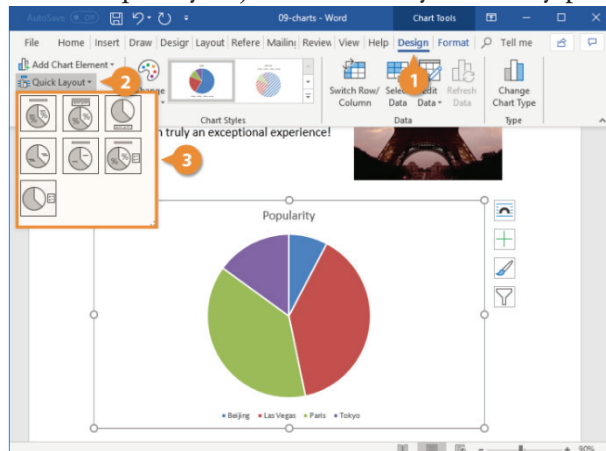 AutoSave Off 09-charts - Word Chart Tools
File Home Insert Draw Design Layout Refere Mailing Review View Help Design Format Tell me
Add Chart Element
Quick Layout
2
1
Switch Row/
Column
Data
Edit
Data
Refresh
Data
Change
Chart Type
Chart Styles Data Type
truly an exceptional experience!
3
Popularity
Beijing Las Vegas Paris Tokyo
90%